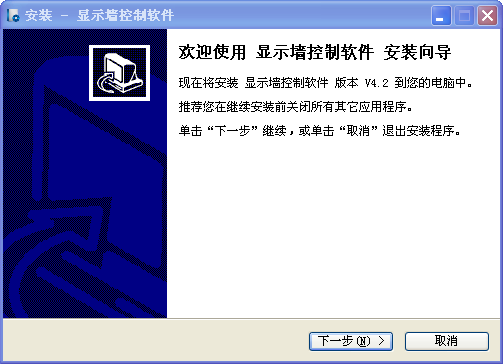 安装 - 显示墙控制软件
欢迎使用 显示墙控制软件 安装向导
现在将安装 显示墙控制软件 版本 V4.2 到您的电脑中。
推荐您在继续安装前关闭所有其它应用程序。
单击“下一步”继续，或单击“取消”退出安装程序。
下一步(N) >
取消